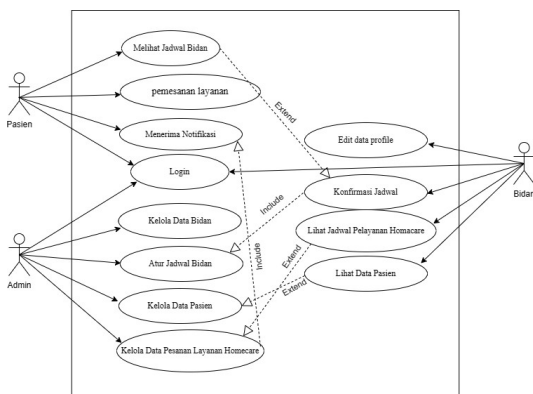 Melihat Jadwal Bidan
pemesanan layanan
Extend
Pasien
Menerima Notifikasi
Edit data profile
Login
Bidan
Konfirmasi Jadwal
Include
Kelola Data Bidan
Lihat Jadwal Pelayanan Homacare
Include
Extend
Atur Jadwal Bidan
Lihat Data Pasien
Admin
Extend
Kelola Data Pasien
Kelola Data Pesanan Layanan Homecare